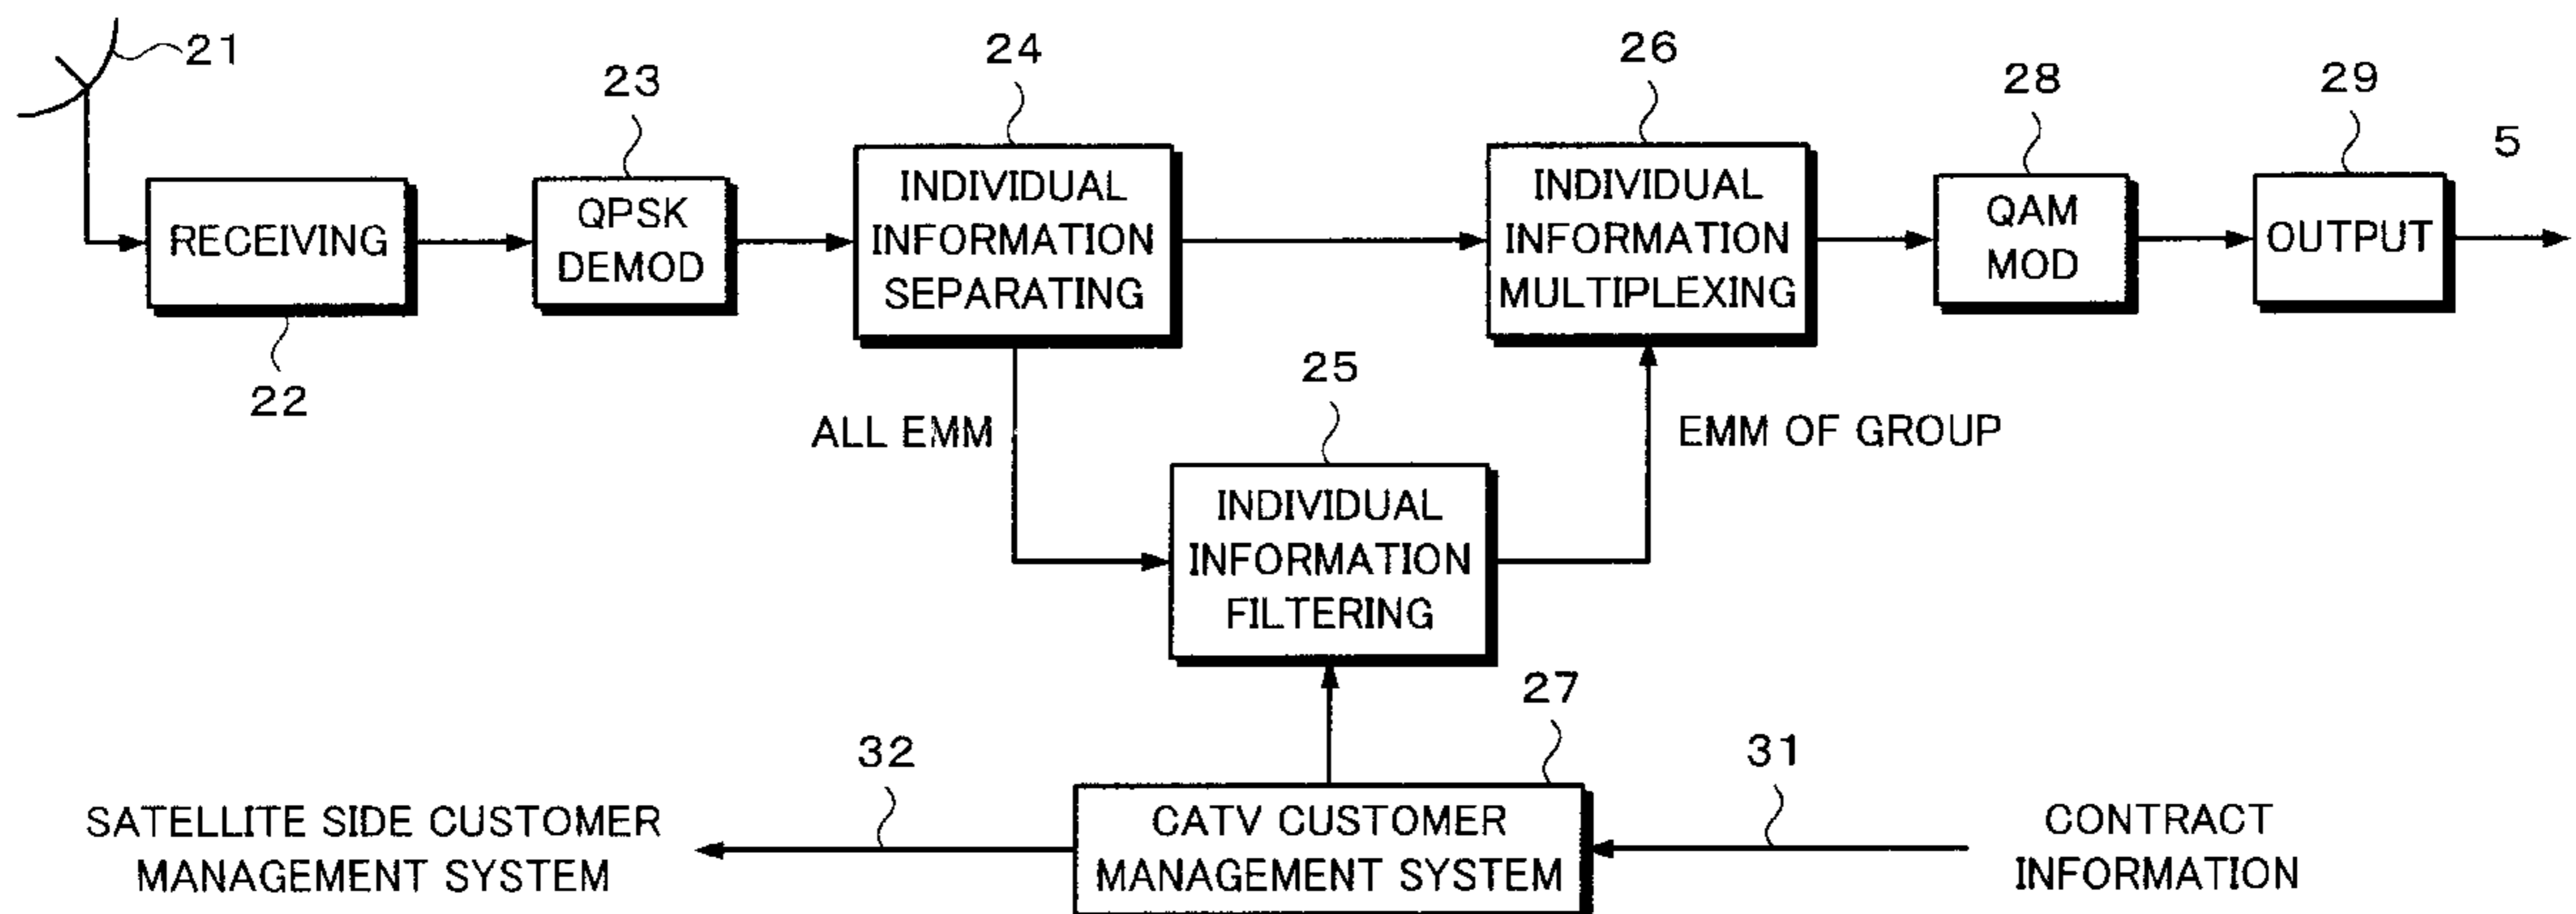 21
24
26
23
28
29
5
RECEIVING
QPSK
DEMOD
INDIVIDUAL
INFORMATION
SEPARATING
INDIVIDUAL
INFORMATION
MULTIPLEXING
QAM
MOD
OUTPUT
22
25
ALL EMM
EMM OF GROUP
INDIVIDUAL
INFORMATION
FILTERING
27
32
31
SATELLITE SIDE CUSTOMER
MANAGEMENT SYSTEM
CATV CUSTOMER
MANAGEMENT SYSTEM
CONTRACT
INFORMATION